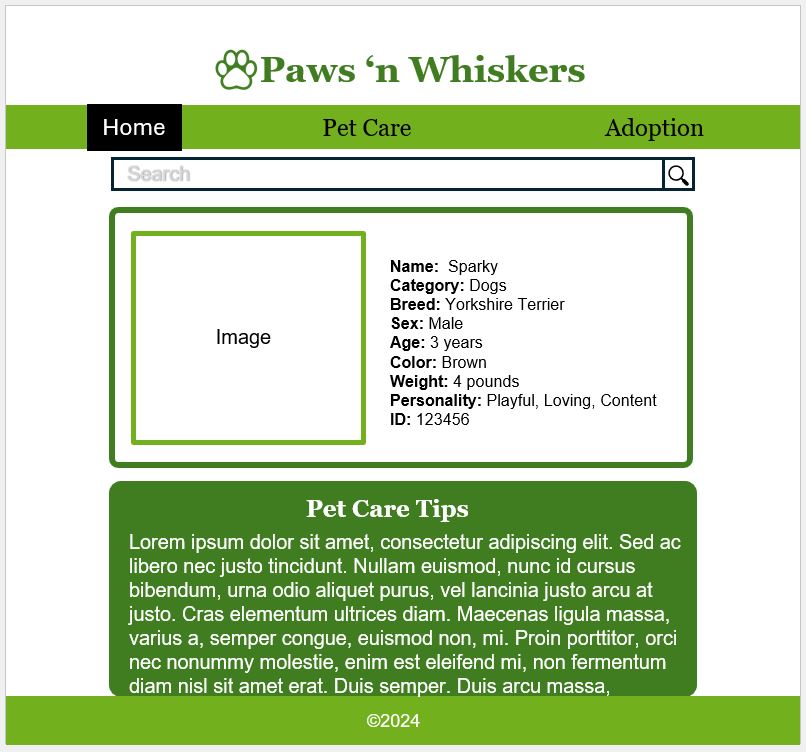 Paws ‘n Whiskers
Home Pet Care Adoption
Search
Image
Name:  Sparky
Category: Dogs
Breed: Yorkshire Terrier
Sex: Male
Age: 3 years
Color: Brown
Weight: 4 pounds
Personality: Playful, Loving, Content
ID: 123456
Pet Care Tips
Lorem ipsum dolor sit amet, consectetur adipiscing elit. Sed ac
libero nec justo tincidunt. Nullam euismod, nunc id cursus
bibendum, urna odio aliquet purus, vel lancinia justo arcu at
justo. Cras elementum ultrices diam. Maecenas ligula massa,
varius a, semper congue, euismod non, mi. Proin porttitor, orci
nec nonummy molestie, enim est eleifend mi, non fermentum
diam nisl sit amet erat. Duis semper. Duis arcu massa,
©2024